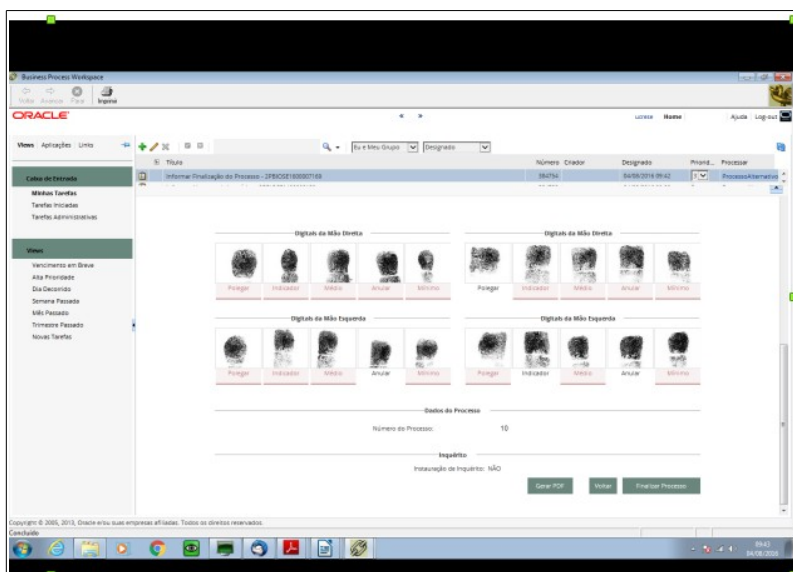 Business Process Workspace
Voltar Avancar Parar Imprimir
ORACLE
Home Ajuda Log-out
Views Aplicações Links
Eu e Meu Grupo Designado
Título Número Criador Designado Priorid... Processar
Caixa de Entrada
Informar Finalização do Processo - 04/08/2016 09:42 3 ProcessoAlternativo
Minhas Tarefas
Tarefas Iniciadas
Tarefas Administrativas
Views
Vencimento em Breve
Alta Prioridade
Dia Decorrido
Semana Passada
Mês Passado
Trimestre Passado
Novas Tarefas
Digitais da Mão Direita Digitais da Mão Direita
Polegar Indicador Médio Anular Mínimo Polegar Indicador Médio Anular Mínimo
Digitais da Mão Esquerda Digitais da Mão Esquerda
Polegar Indicador Médio Anular Mínimo Polegar Indicador Médio Anular Mínimo
Dados do Processo
Número do Processo: 10
Inquérito
Instauração de Inquérito: NÃO
Gerar PDF Voltar Finalizar Processo
Copyright © 2005, 2013, Oracle e/ou suas empresas afiliadas. Todos os direitos reservados.
Concluído
09:43
04/08/2016